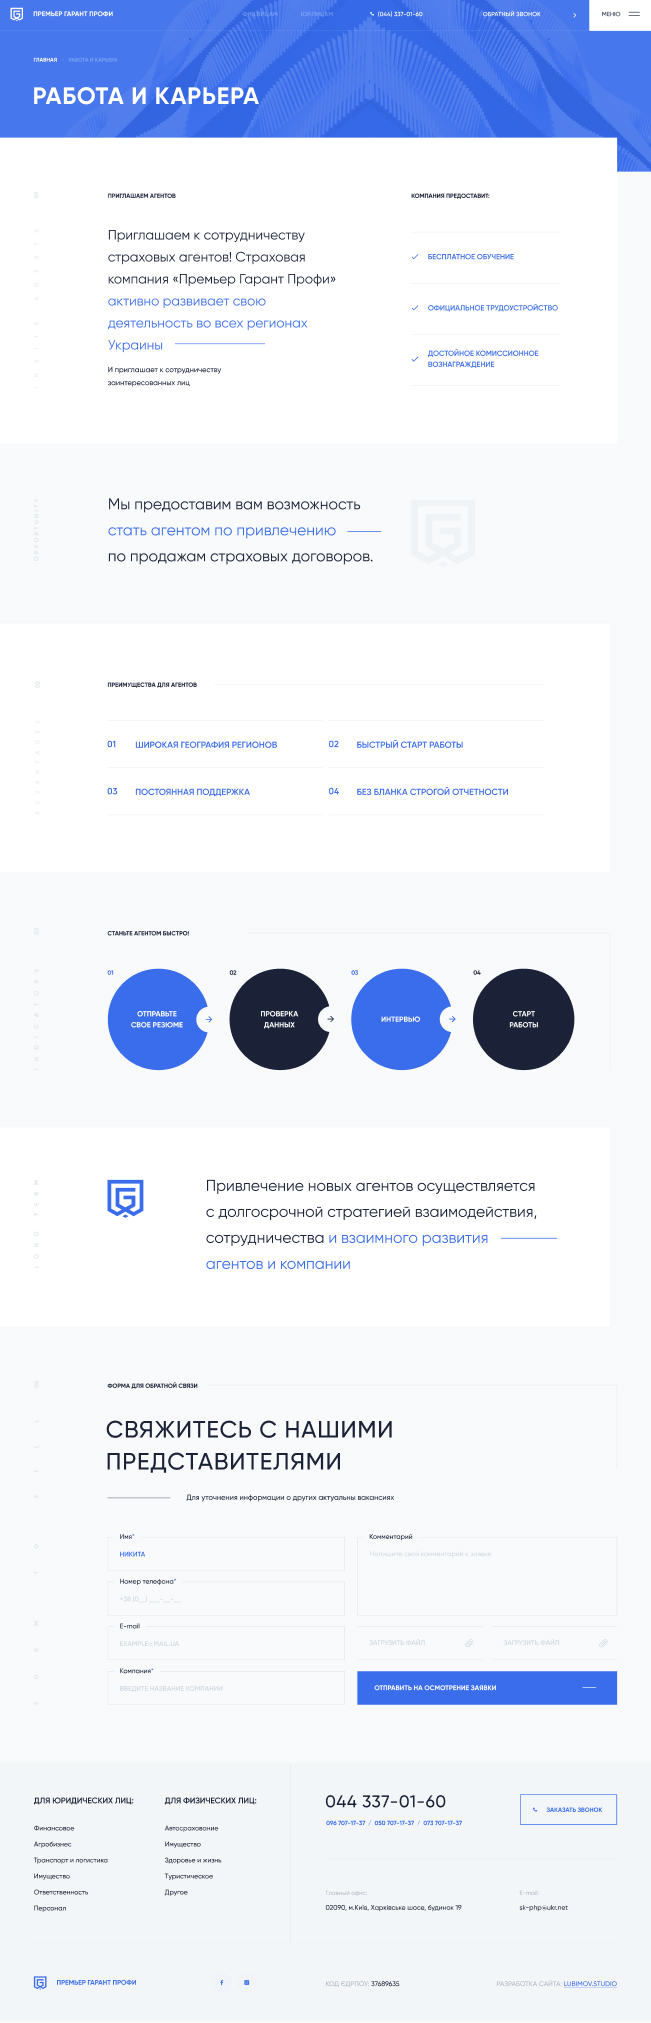 ПРЕМЬЕР ГАРАНТ ПРОФИ
ФИЗЛИЦАМ
ЮРЛИЦАМ
(044) 337-01-60
ОБРАТНЫЙ ЗВОНОК
МЕНЮ
ГЛАВНАЯ
РАБОТА И КАРЬЕРА
РАБОТА И КАРЬЕРА
ПРИГЛАШАЕМ АГЕНТОВ
Приглашаем к сотрудничеству
страховых агентов! Страховая
компания «Премьер Гарант Профи»
активно развивает свою
деятельность во всех регионах
Украины
И приглашает к сотрудничеству
заинтересованных лиц
КОМПАНИЯ ПРЕДОСТАВИТ:
БЕСПЛАТНОЕ ОБУЧЕНИЕ
ОФИЦИАЛЬНОЕ ТРУДОУСТРОЙСТВО
ДОСТОЙНОЕ КОМИССИОННОЕ
ВОЗНАГРАЖДЕНИЕ
OPPORTUNITY
Мы предоставим вам возможность
стать агентом по привлечению
по продажам страховых договоров.
ПРЕИМУЩЕСТВА ДЛЯ АГЕНТОВ
01 ШИРОКАЯ ГЕОГРАФИЯ РЕГИОНОВ
02 БЫСТРЫЙ СТАРТ РАБОТЫ
03 ПОСТОЯННАЯ ПОДДЕРЖКА
04 БЕЗ БЛАНКА СТРОГОЙ ОТЧЕТНОСТИ
INDICATORS
СТАНЬТЕ АГЕНТОМ БЫСТРО!
01
ОТПРАВЬТЕ
СВОЕ РЕЗЮМЕ
02
ПРОВЕРКА
ДАННЫХ
03
ИНТЕРВЬЮ
04
СТАРТ
РАБОТЫ
LONG TERM
Привлечение новых агентов осуществляется
с долгосрочной стратегией взаимодействия,
сотрудничества и взаимного развития
агентов и компании
ФОРМА ДЛЯ ОБРАТНОЙ СВЯЗИ
СВЯЖИТЕСЬ С НАШИМИ
ПРЕДСТАВИТЕЛЯМИ
Для уточнения информации о других актуальны вакансиях
Имя*
НИКИТА
Номер телефона*
+38 (0__) ___-__-__
E-mail
EXAMPLE@MAIL.UA
Компания*
ВВЕДИТЕ НАЗВАНИЕ КОМПАНИИ
Комментарий
Напишите свой комментарий к заявке
ЗАГРУЗИТЬ ФАЙЛ
ЗАГРУЗИТЬ ФАЙЛ
ОТПРАВИТЬ НА ОСМОТРЕНИЕ ЗАЯВКИ
ДЛЯ ЮРИДИЧЕСКИХ ЛИЦ:
Финансовое
Агробизнес
Транспорт и логистика
Имущество
Ответственность
Персонал
ДЛЯ ФИЗИЧЕСКИХ ЛИЦ:
Автострахование
Имущество
Здоровье и жизнь
Туристическое
Другое
044 337-01-60
096 707-17-37 / 050 707-17-37 / 073 707-17-37
ЗАКАЗАТЬ ЗВОНОК
Главный офис:
02090, м.Київ, Харківське шосе, будинок 19
E-mail:
sk-php@ukr.net
ПРЕМЬЕР ГАРАНТ ПРОФИ
КОД ЄДРПОУ: 37689635
РАЗРАБОТКА САЙТА: LUBIMOV.STUDIO